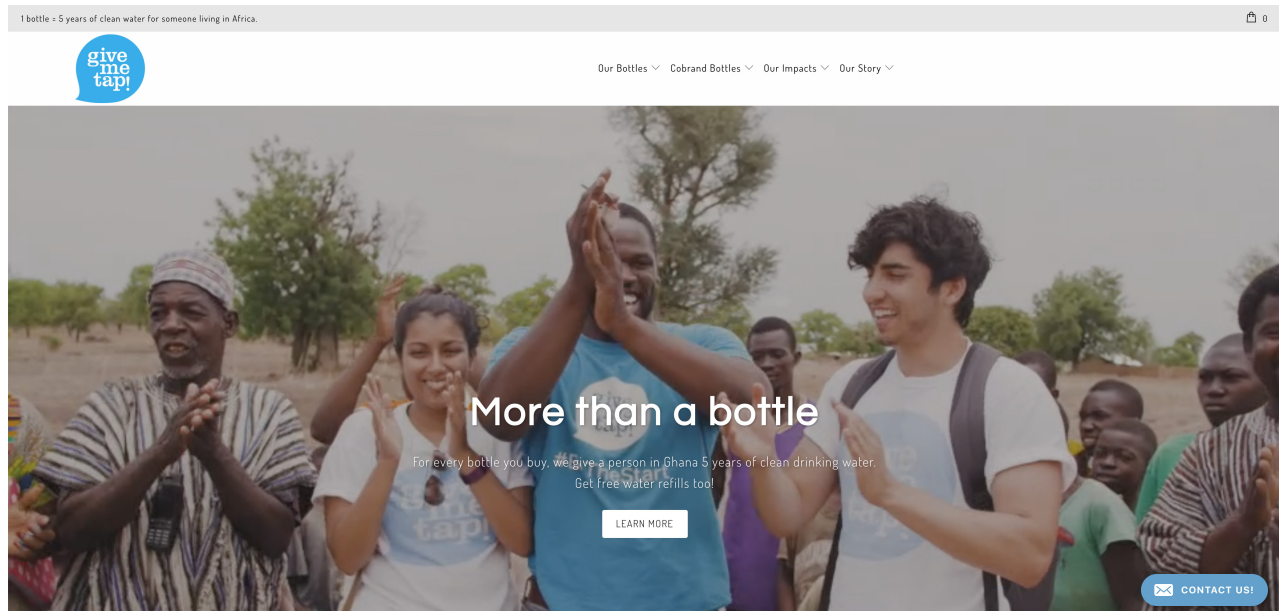 1 bottle = 5 years of clean water for someone living in Africa.
0
give
me
tap!
Our Bottles
Cobrand Bottles
Our Impacts
Our Story
More than a bottle
For every bottle you buy, we give a person in Ghana 5 years of clean drinking water.
Get free water refills too!
LEARN MORE
CONTACT US!